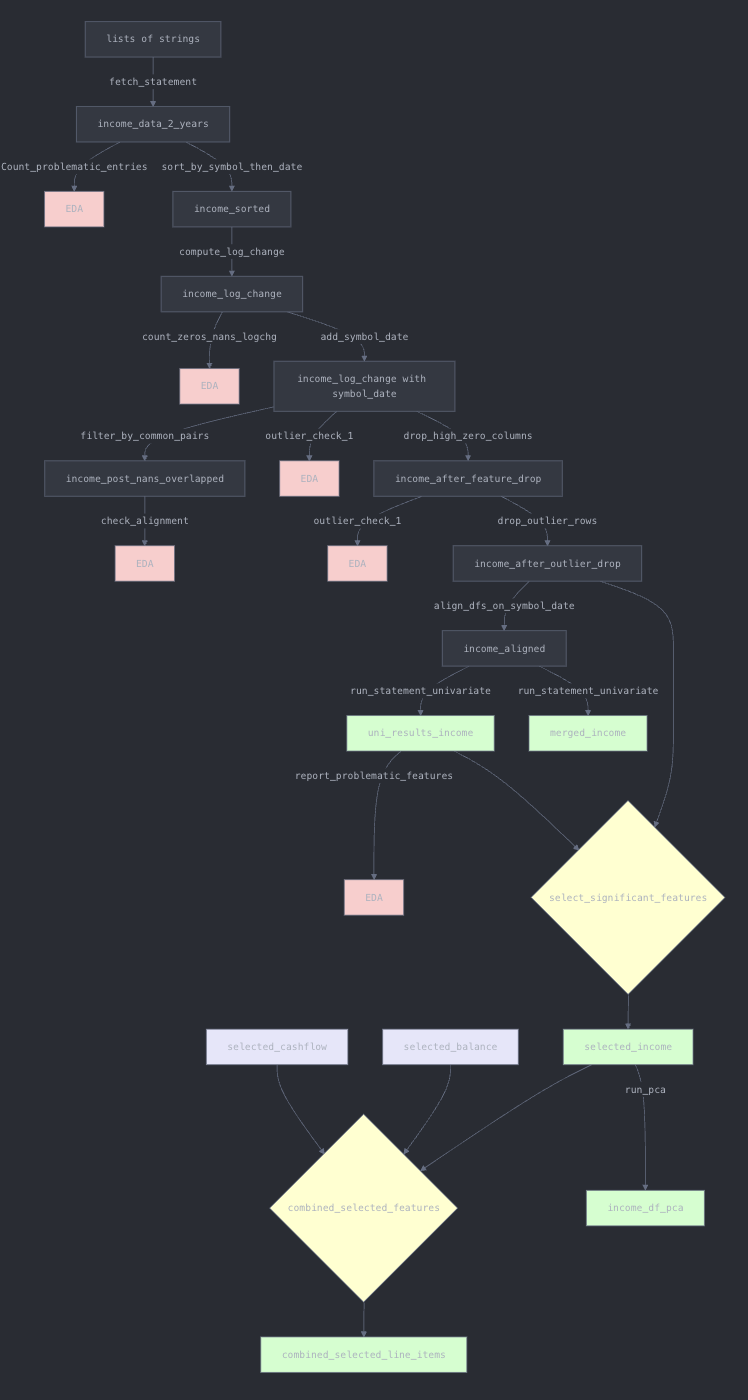 lists of strings
fetch_statement
income_data_2_years
Count_problematic_entries
sort_by_symbol_then_date
EDA
income_sorted
compute_log_change
income_log_change
count_zeros_nans_logchg
add_symbol_date
EDA
income_log_change with
symbol_date
filter_by_common_pairs
outlier_check_1
drop_high_zero_columns
income_post_nans_overlapped
EDA
income_after_feature_drop
check_alignment
outlier_check_1
drop_outlier_rows
EDA
EDA
income_after_outlier_drop
align_dfs_on_symbol_date
income_aligned
run_statement_univariate
run_statement_univariate
uni_results_income
merged_income
report_problematic_features
EDA
select_significant_features
selected_cashflow
selected_balance
selected_income
run_pca
combined_selected_features
income_df_pca
combined_selected_line_items